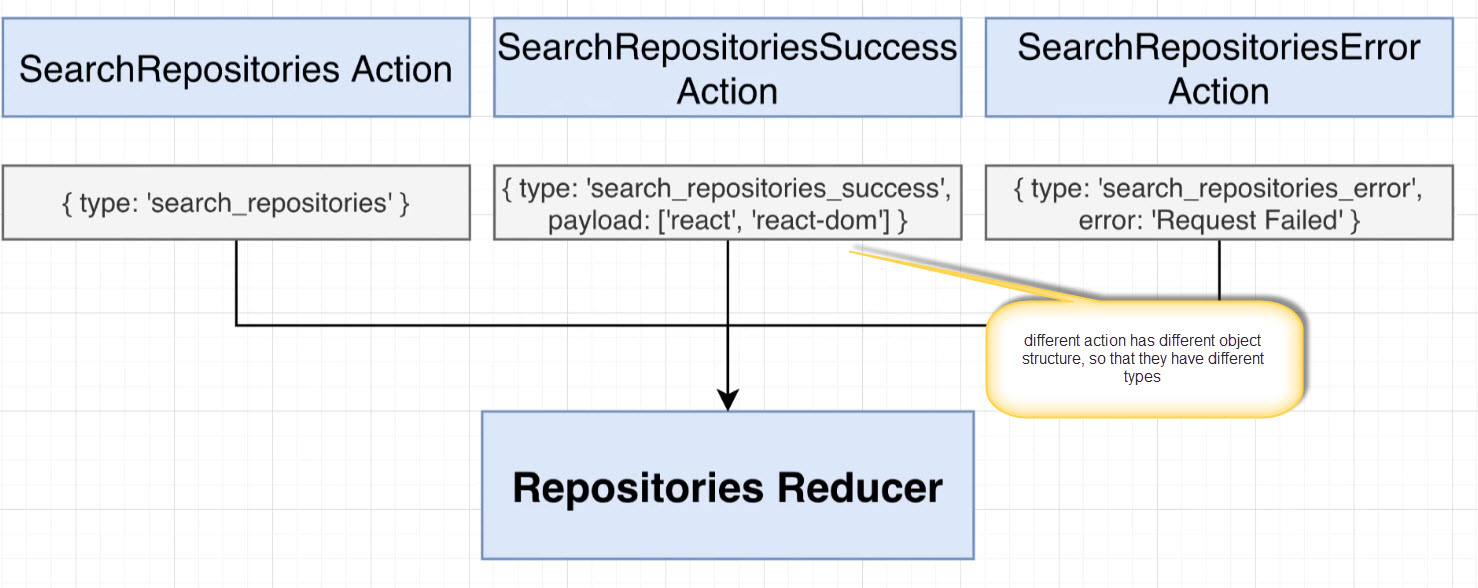 SearchRepositories Action
SearchRepositoriesSuccess
Action
SearchRepositoriesError
Action
{ type: 'search_repositories' }
{ type: 'search_repositories_success',
payload: ['react', 'react-dom'] }
{ type: 'search_repositories_error',
error: 'Request Failed' }
different action has different object
structure, so that they have different
types
Repositories Reducer